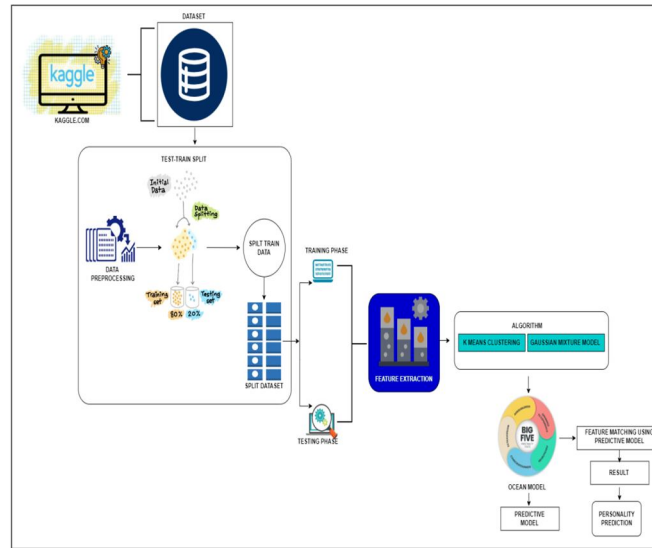 DATASET
kaggle
KAGGLE.COM
TEST-TRAIN SPLIT
Initial
Data
Data
Splitting
DATA
PREPROCESSING
SPILT TRAIN
DATA
Training
set
Testing
set
80%
20%
SPLIT DATASET
TRAINING PHASE
TESTING PHASE
FEATURE EXTRACTION
ALGORITHM
K MEANS CLUSTERING
GAUSSIAN MIXTURE MODEL
BIG
FIVE
OCEAN MODEL
PREDICTIVE
MODEL
FEATURE MATCHING USING
PREDICTIVE MODEL
RESULT
PERSONALITY
PREDICTION